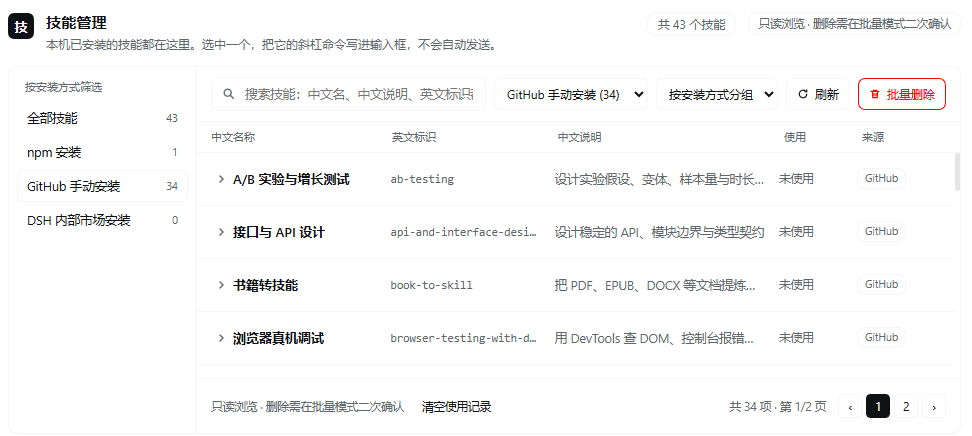 技 技能管理
共 43 个技能
只读浏览 · 删除需在批量模式二次确认
本机已安装的技能都在这里。选中一个，把它的斜杠命令写进输入框，不会自动发送。
按安装方式筛选
全部技能 43
npm 安装 1
GitHub 手动安装 34
DSH 内部市场安装 0
搜索技能：中文名、中文说明、英文标识
GitHub 手动安装 (34)
按安装方式分组
刷新
批量删除
中文名称 英文标识 中文说明 使用 来源
A/B 实验与增长测试 ab-testing 设计实验假设、变体、样本量与时长... 未使用 GitHub
接口与 API 设计 api-and-interface-desi... 设计稳定的 API、模块边界与类型契约 未使用 GitHub
书籍转技能 book-to-skill 把 PDF、EPUB、DOCX 等文档提炼... 未使用 GitHub
浏览器真机调试 browser-testing-with-d... 用 DevTools 查 DOM、控制台报错... 未使用 GitHub
只读浏览 · 删除需在批量模式二次确认 清空使用记录 共 34 项 · 第 1/2 页 ‹ 1 2 ›